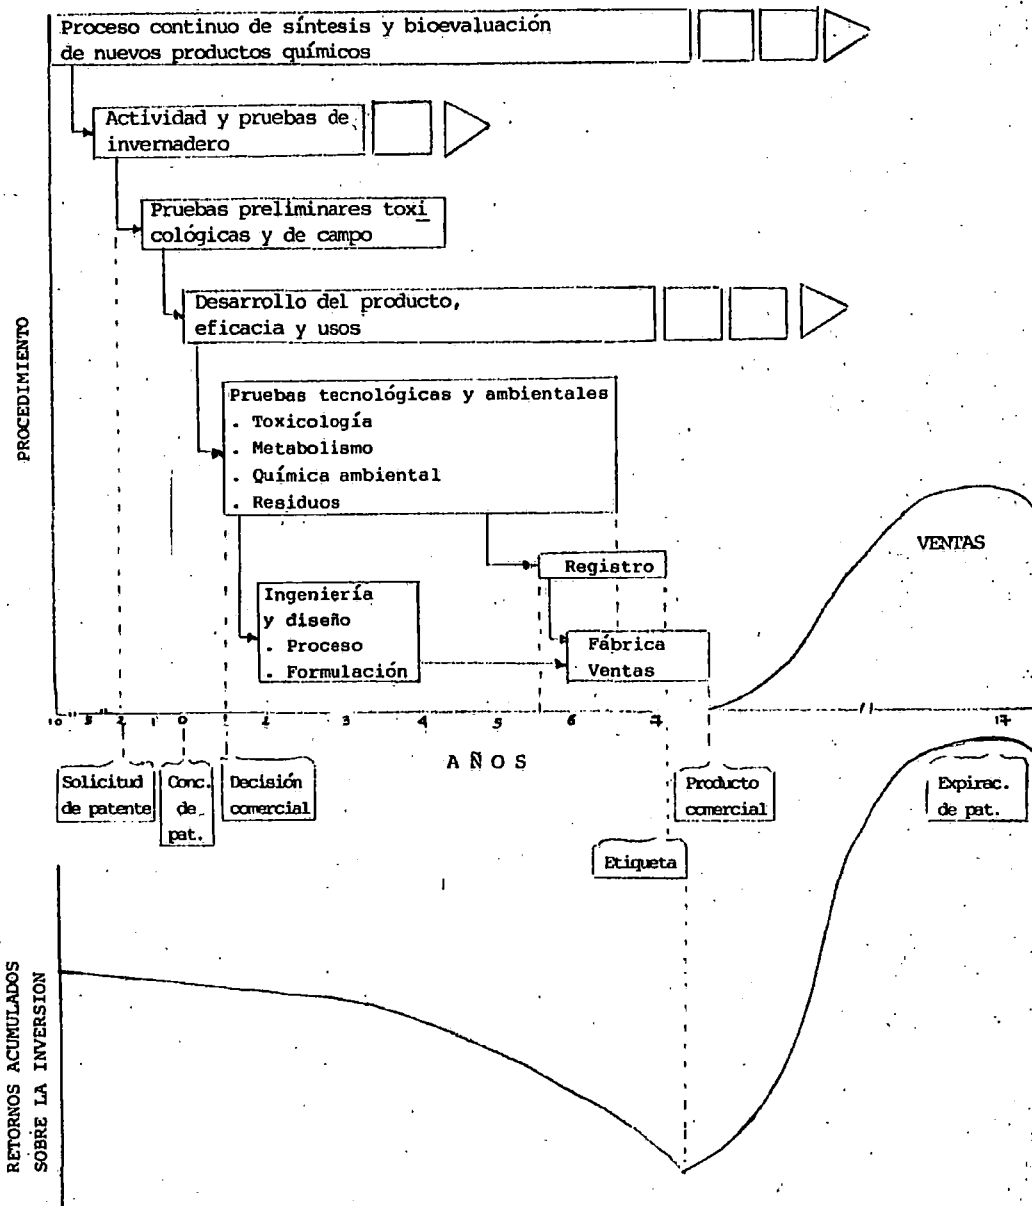 Proceso continuo de síntesis y bioevaluación
de nuevos productos químicos
Actividad y pruebas de
invernadero
Pruebas preliminares toxi
cológicas y de campo
Desarrollo del producto,
eficacia y usos
PROCEDIMIENTO
Pruebas tecnológicas y ambientales
. Toxicología
. Metabolismo
. Química ambiental
. Residuos
VENTAS
Registro
Ingeniería
y diseño
. Proceso
. Formulación
Fábrica
Ventas
10 5 2 1 0 2 3 4 5 6 7 17
AÑOS
Solicitud
de patente
Conc.
de
pat.
Decisión
comercial
Producto
comercial
Expirac.
de pat.
Etiqueta
RETORNOS ACUMULADOS
SOBRE LA INVERSION